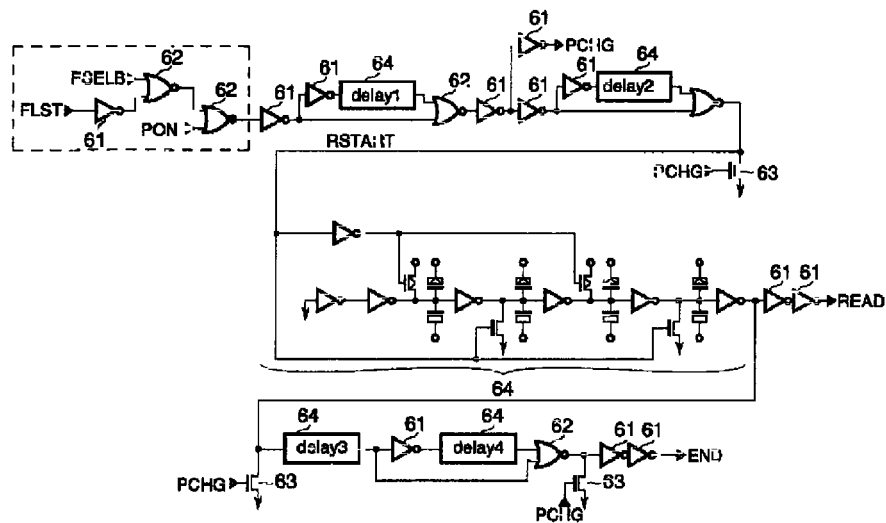 61
62
61
64
PCHG
FSELB
62
61
61
64
62
61
61
61
delay2
FLST
delay1
61
PON
RSTART
PCHG
63
61
61
READ
64
64
61
64
62
61
61
delay3
delay4
END
PCHG
63
63
PCHG